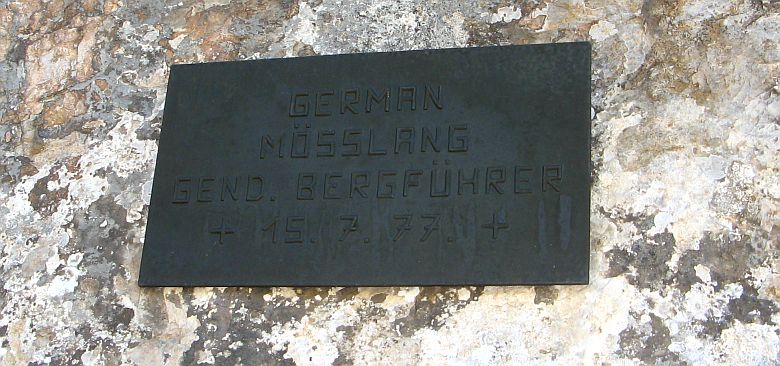 GERMAN
MÖSSLANG
GEND. BERGFÜHRER
+ 15. 7. 77. +